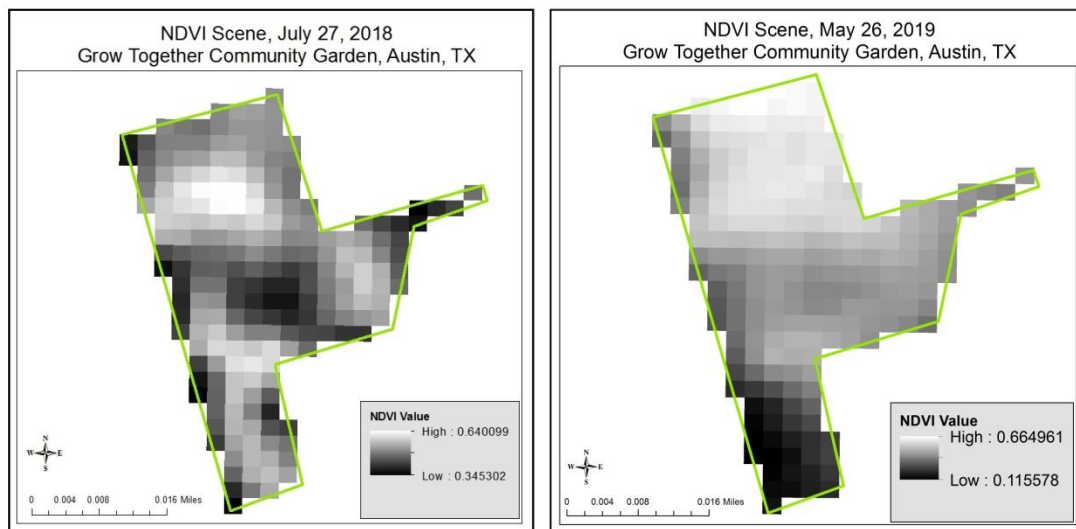 NDVI Scene, July 27, 2018
Grow Together Community Garden, Austin, TX
NDVI Value
High : 0.640099
Low : 0.345302
N
W E
S
0 0.004 0.008 0.016 Miles
NDVI Scene, May 26, 2019
Grow Together Community Garden, Austin, TX
NDVI Value
High : 0.664961
Low : 0.115578
N
W E
S
0 0.004 0.008 0.016 Miles